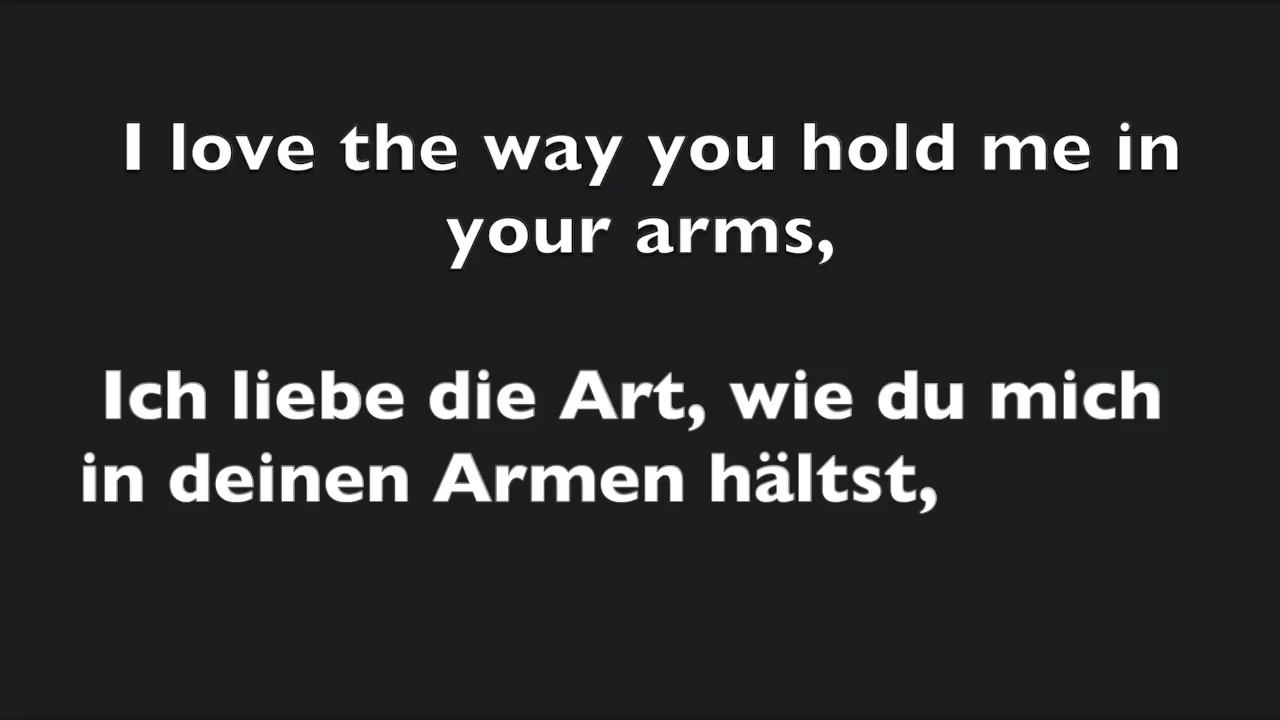 I love the way you hold me in
your arms,
Ich liebe die Art, wie du mich
in deinen Armen hältst,